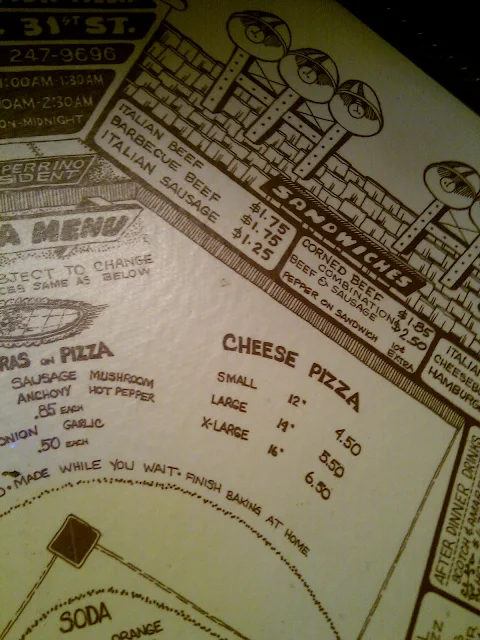 31ST ST.
247-9696
1:00AM-1:30AM
0AM-2:30AM
ON-MIDNIGHT
PERRINO
SIDENT
ITALIAN BEEF $1.75
BARBECUE BEEF $1.75
ITALIAN SAUSAGE $1.25
SANDWICHES
CORNED BEEF $1.85
COMBINATION
BEEF & SAUSAGE $2.50
PEPPER ON SANDWICH 10¢ EXTRA
ITALIAN
CHEESEB
HAMBURG
A MENU
BJECT TO CHANGE
ES SAME AS BELOW
RAS ON PIZZA
SAUSAGE MUSHROOM
ANCHOVY HOT PEPPER
.85 EACH
ONION GARLIC
.50 EACH
CHEESE PIZZA
SMALL 12" 4.50
LARGE 14" 5.50
X-LARGE 16" 6.50
D-MADE WHILE YOU WAIT-FINISH BAKING AT HOME
SODA
ORANGE
AFTER DINNER DRINKS
SCOTCH & AMAR